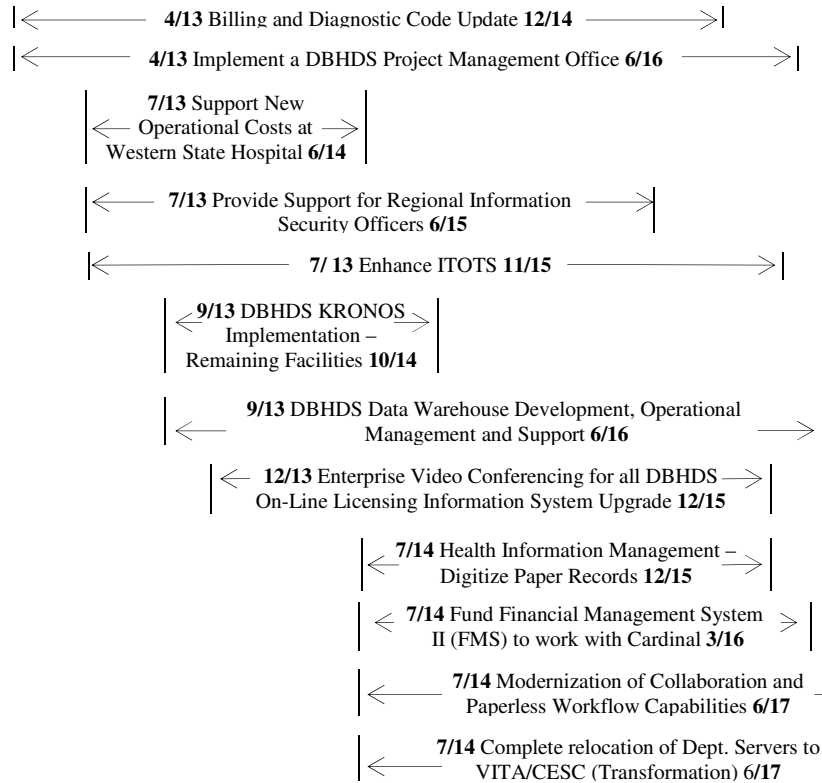 4/13 Billing and Diagnostic Code Update 12/14
4/13 Implement a DBHDS Project Management Office 6/16
7/13 Support New
Operational Costs at
Western State Hospital 6/14
7/13 Provide Support for Regional Information
Security Officers 6/15
7/ 13 Enhance ITOTS 11/15
9/13 DBHDS KRONOS
Implementation –
Remaining Facilities 10/14
9/13 DBHDS Data Warehouse Development, Operational
Management and Support 6/16
12/13 Enterprise Video Conferencing for all DBHDS
On-Line Licensing Information System Upgrade 12/15
7/14 Health Information Management –
Digitize Paper Records 12/15
7/14 Fund Financial Management System
II (FMS) to work with Cardinal 3/16
7/14 Modernization of Collaboration and
Paperless Workflow Capabilities 6/17
7/14 Complete relocation of Dept. Servers to
VITA/CESC (Transformation) 6/17